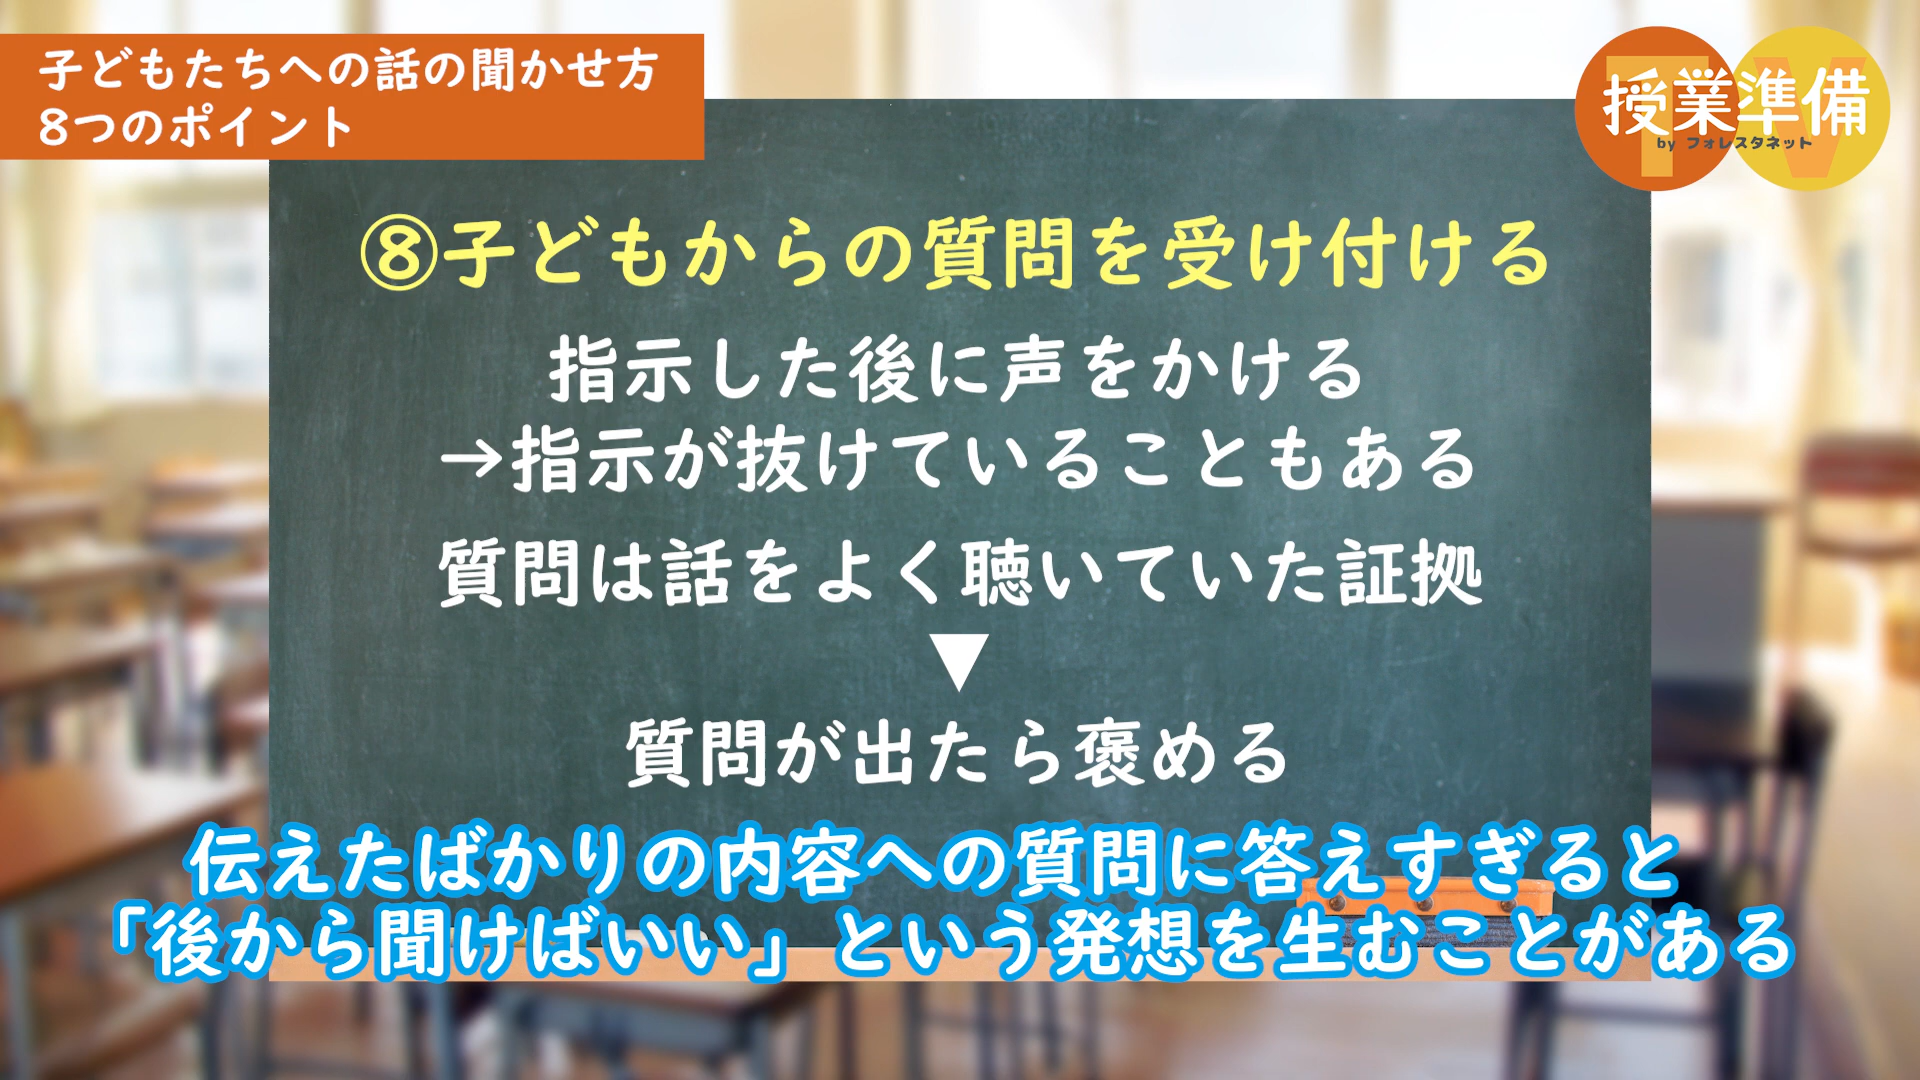 子どもたちへの話の聞かせ方
8つのポイント
TV
授業準備
by フォレスタネット
⑧子どもからの質問を受け付ける
指示した後に声をかける
→指示が抜けていることもある
質問は話をよく聴いていた証拠
▼
質問が出たら褒める
伝えたばかりの内容への質問に答えすぎると
「後から聞けばいい」という発想を生むことがある